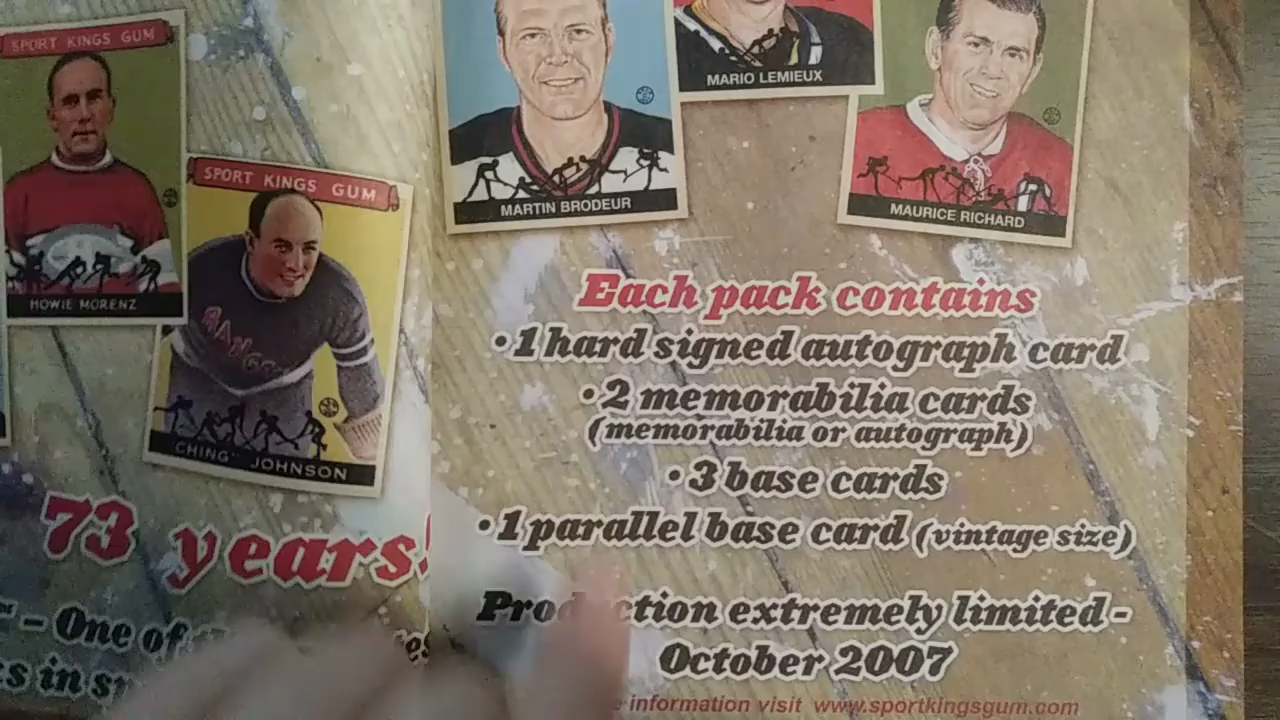 SPORT KINGS GUM
HOWIE MORENZ
SPORT KINGS GUM
RANGE
"CHING" JOHNSON
73 years!
– One of
s in
MARTIN BRODEUR
MARIO LEMIEUX
MAURICE RICHARD
Each pack contains
•1 hard signed autograph card
•2 memorabilia cards
(memorabilia or autograph)
•3 base cards
•1 parallel base card (vintage size)
Production extremely limited -
October 2007
information visit www.sportkingsgum.com